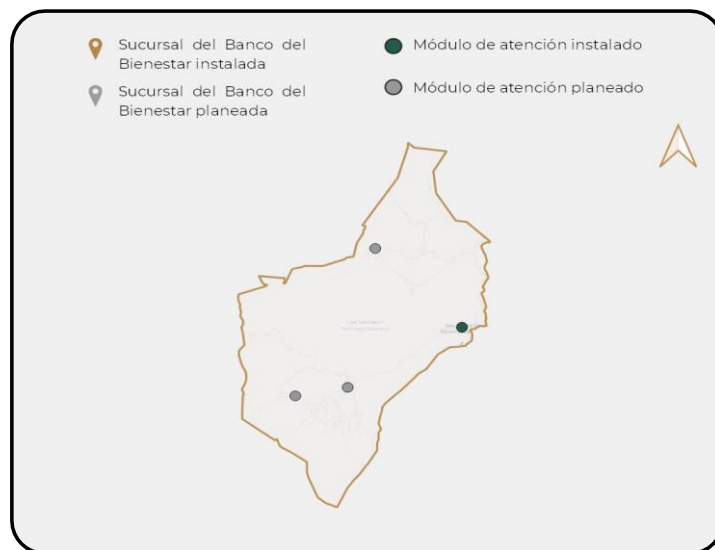 Sucursal del Banco del
Bienestar instalada
Sucursal del Banco del
Bienestar planeada
Módulo de atención instalado
Módulo de atención planeado